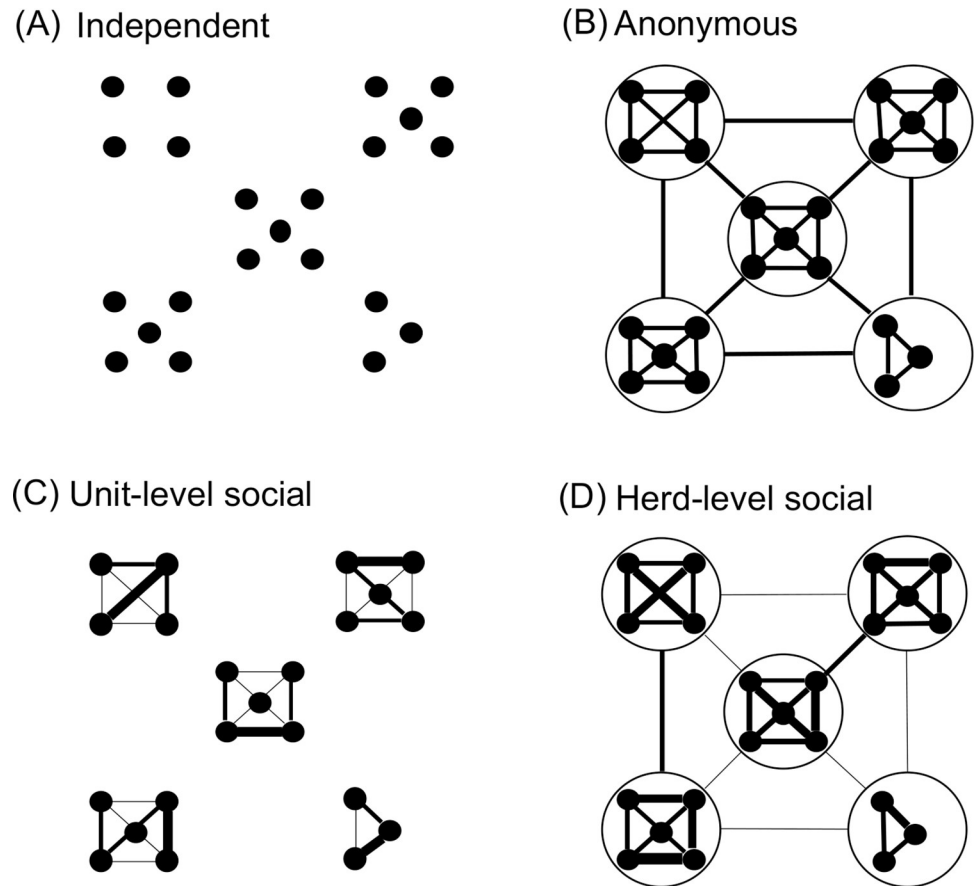 (A) Independent
(B) Anonymous
(C) Unit-level social
(D) Herd-level social